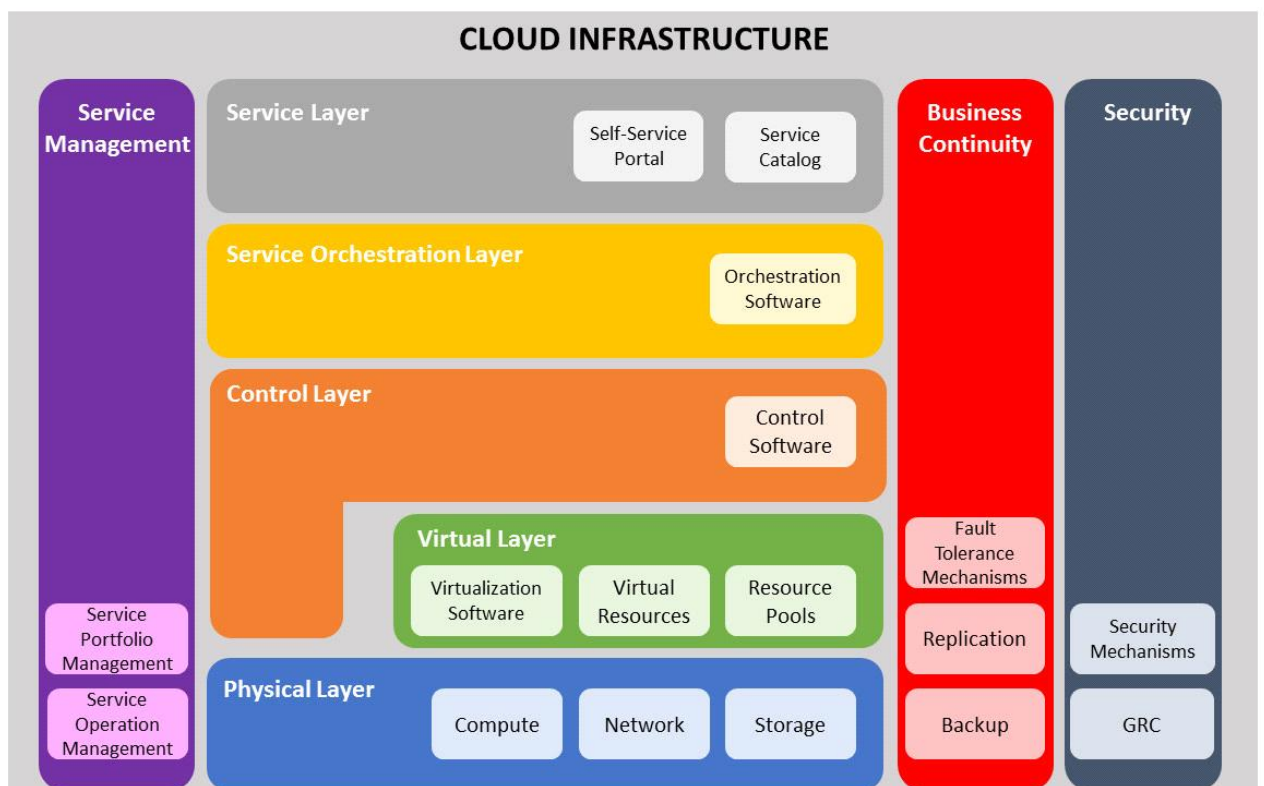 CLOUD INFRASTRUCTURE
Service
Management
Service
Portfolio
Management
Service
Operation
Management
Service Layer
Self-Service
Portal
Service
Catalog
Service Orchestration Layer
Orchestration
Software
Control Layer
Control
Software
Virtual Layer
Virtualization
Software
Virtual
Resources
Resource
Pools
Physical Layer
Compute
Network
Storage
Business
Continuity
Fault
Tolerance
Mechanisms
Replication
Backup
Security
Security
Mechanisms
GRC